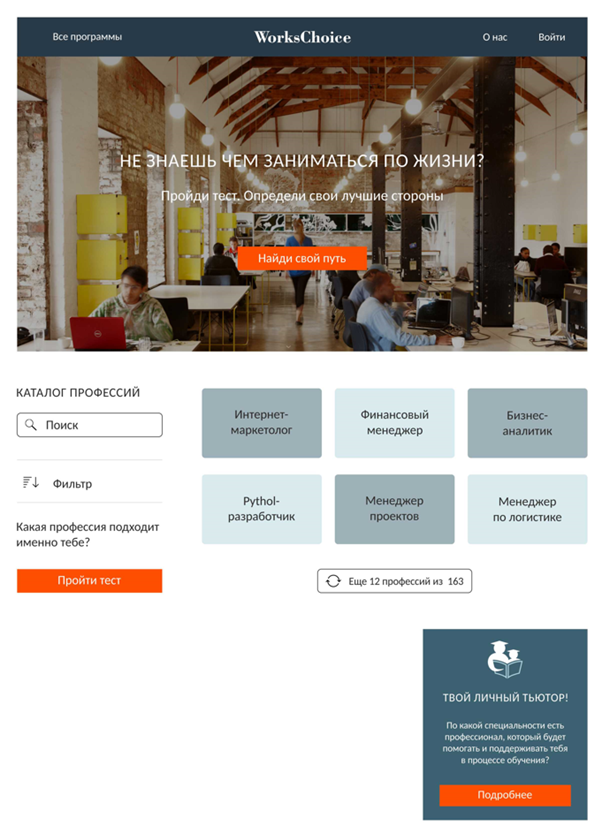 Все программы
WorksChoice
О нас
Войти
НЕ ЗНАЕШЬ ЧЕМ ЗАНИМАТЬСЯ ПО ЖИЗНИ?
Пройди тест. Определи свои лучшие стороны
Найди свой путь
КАТАЛОГ ПРОФЕССИЙ
Поиск
Фильтр
Какая профессия подходит
именно тебе?
Пройти тест
Интернет-
маркетолог
Финансовый
менеджер
Бизнес-
аналитик
Pythol-
разработчик
Менеджер
проектов
Менеджер
по логистике
Еще 12 профессий из 163
ТВОЙ ЛИЧНЫЙ ТЬЮТОР!
По какой специальности есть
профессионал, который будет
помогать и поддерживать тебя
в процессе обучения?
Подробнее